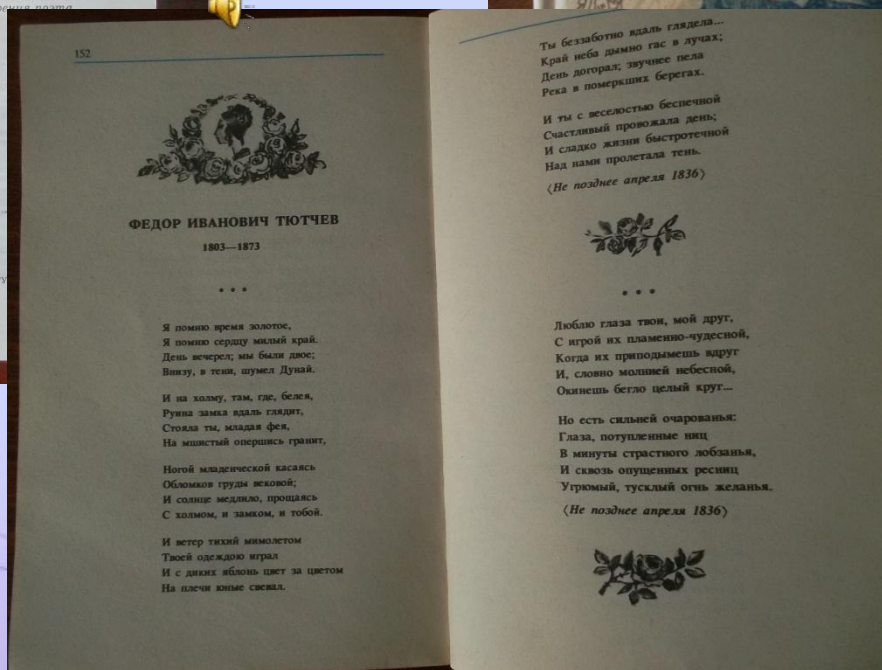 152
ФЕДОР ИВАНОВИЧ ТЮТЧЕВ
1803—1873
* * *
Я помню время золотое,
Я помню сердцу милый край.
День вечерел; мы были двое;
Внизу, в тени, шумел Дунай.
И на холму, там, где, белея,
Руина замка вдаль глядит,
Стояла ты, младая фея,
На мшистый опершись гранит,
Ногой младенческой касаясь
Обломков груды вековой;
И солнце медлило, прощаясь
С холмом, и замком, и тобой.
И ветер тихий мимолетом
Твоей одеждою играл
И с диких яблонь цвет за цветом
На плечи юные свевал.
Ты беззаботно вдаль глядела...
Край неба дымно гас в лучах;
День догорал; звучнее пела
Река в померкших берегах.
И ты с веселостью беспечной
Счастливый провожала день;
И сладко жизни быстротечной
Над нами пролетала тень.
⟨Не позднее апреля 1836⟩
* * *
Люблю глаза твои, мой друг,
С игрой их пламенно-чудесной,
Когда их приподымешь вдруг
И, словно молнией небесной,
Окинешь бегло целый круг...
Но есть сильней очарованья:
Глаза, потупленные ниц
В минуты страстного лобзанья,
И сквозь опущенных ресниц
Угрюмый, тусклый огнь желанья.
⟨Не позднее апреля 1836⟩